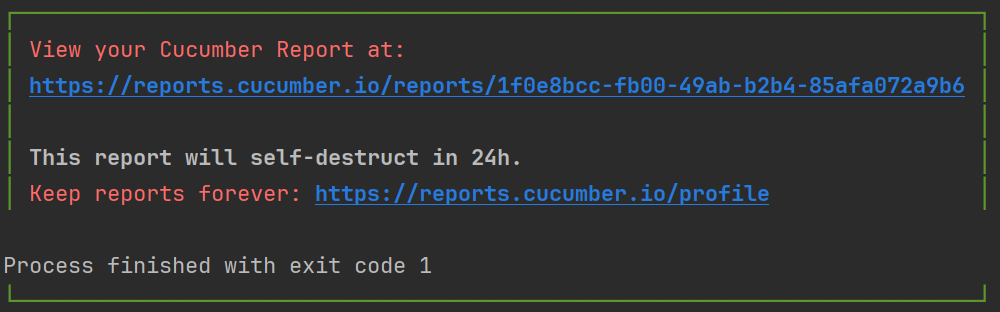 View your Cucumber Report at:
https://reports.cucumber.io/reports/1f0e8bcc-fb00-49ab-b2b4-85afa072a9b6
This report will self-destruct in 24h.
Keep reports forever: https://reports.cucumber.io/profile
Process finished with exit code 1